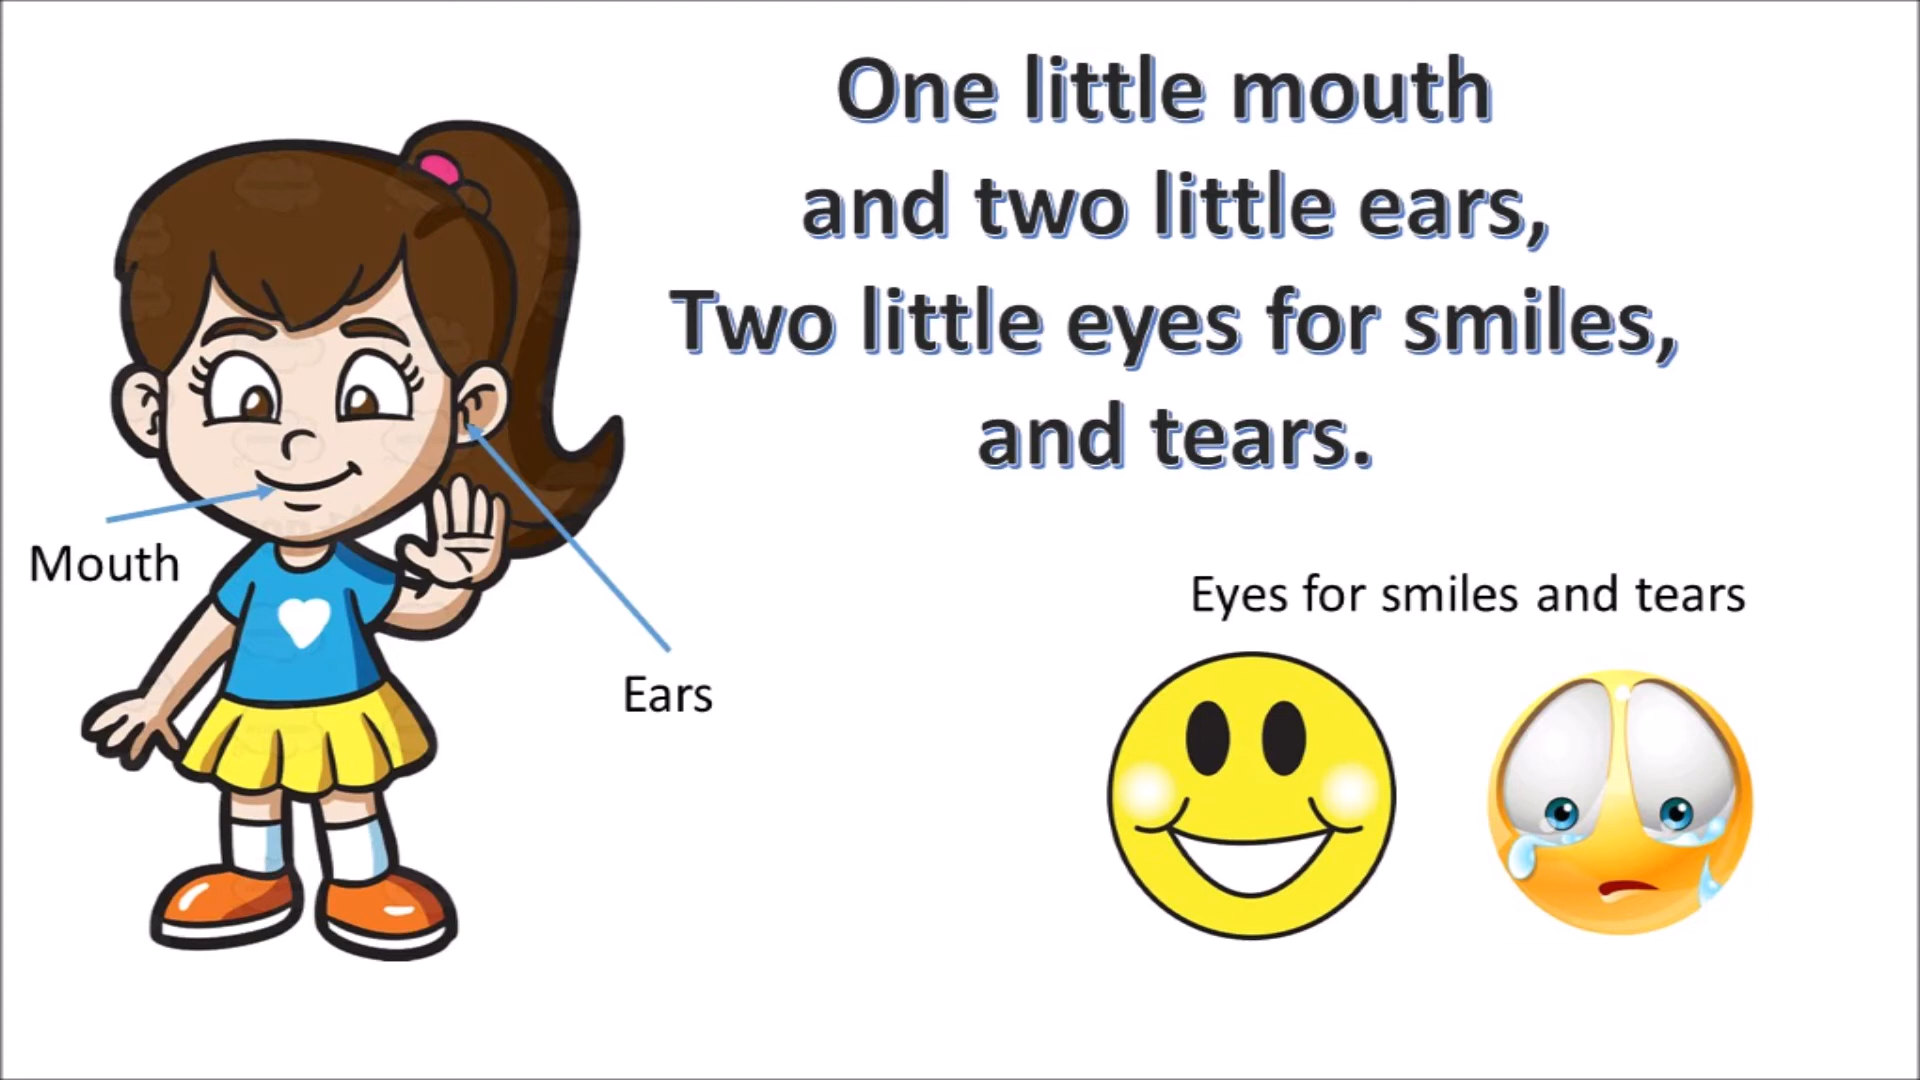 One little mouth
and two little ears,
Two little eyes for smiles,
and tears.
Mouth
Ears
Eyes for smiles and tears